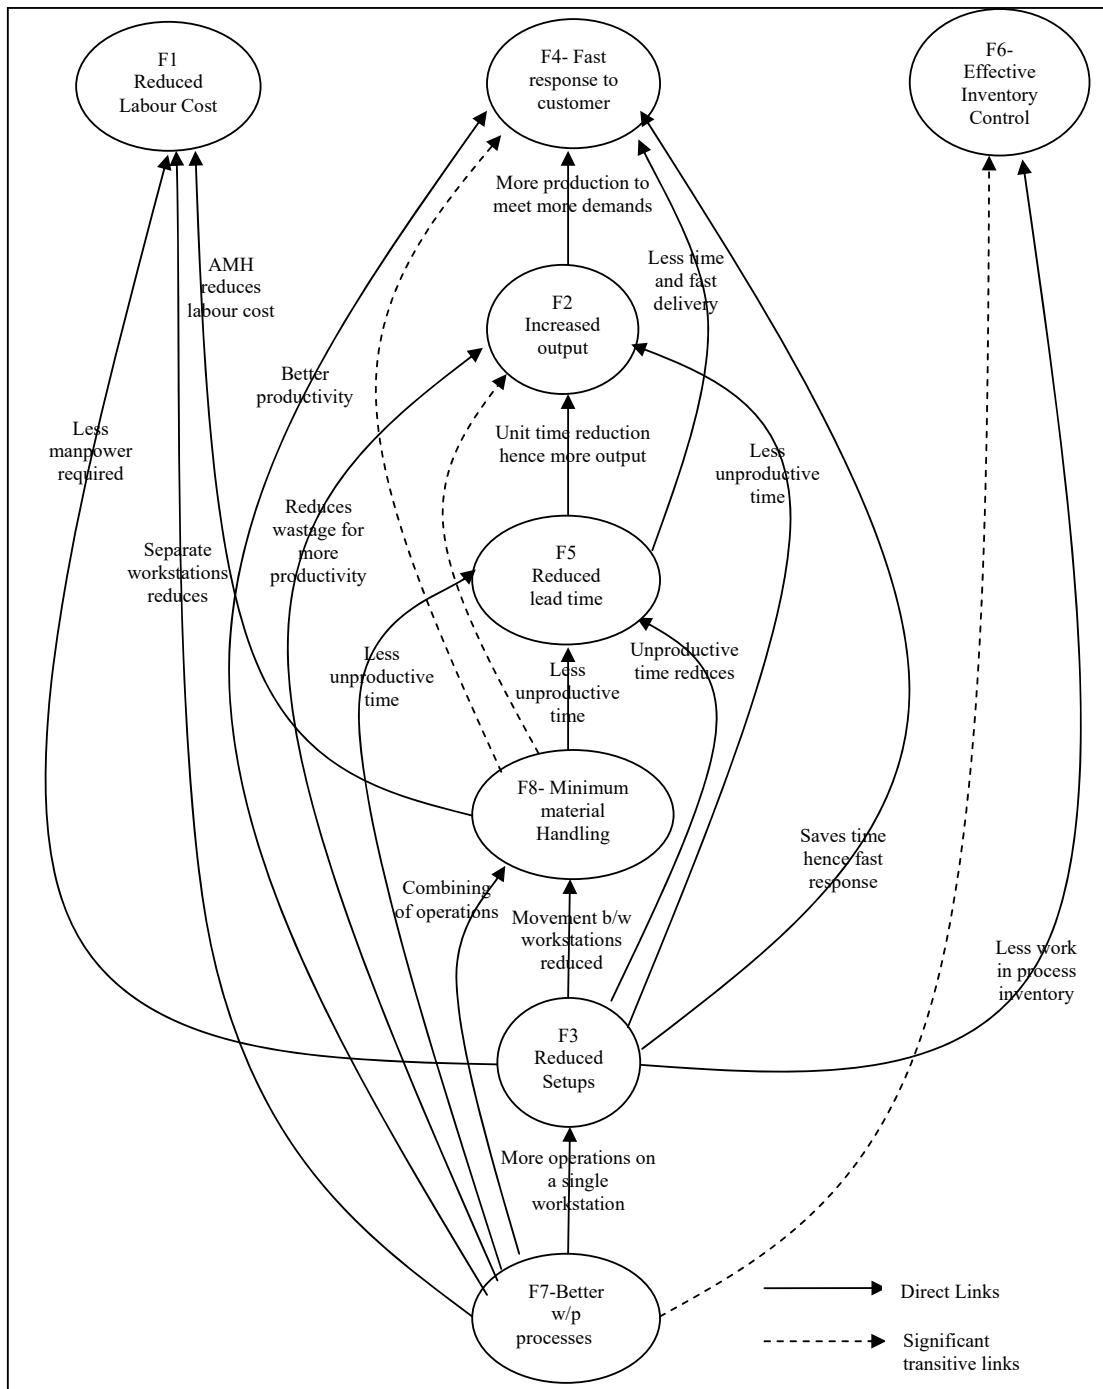 F1
Reduced
Labour Cost
F4- Fast
response to
customer
F6-
Effective
Inventory
Control
More production to
meet more demands
AMH
reduces
labour cost
Less time
and fast
delivery
F2
Increased
output
Better
productivity
Less
manpower
required
Unit time reduction
hence more output
Less
unproductive
time
Reduces
wastage for
more
productivity
Separate
workstations
reduces
F5
Reduced
lead time
Less
unproductive
time
Less
unproductive
time
Unproductive
time reduces
F8- Minimum
material
Handling
Saves time
hence fast
response
Combining
of operations
Movement b/w
workstations
reduced
Less work
in process
inventory
F3
Reduced
Setups
More operations on
a single
workstation
F7-Better
w/p
processes
Direct Links
Significant
transitive links